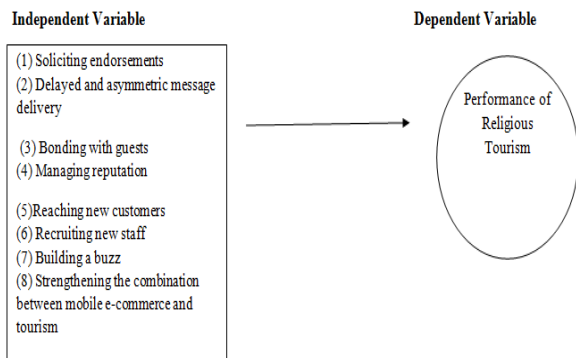 Independent Variable
Dependent Variable
(1) Soliciting endorsements
(2) Delayed and asymmetric message
delivery
(3) Bonding with guests
(4) Managing reputation
(5)Reaching new customers
(6) Recruiting new staff
(7) Building a buzz
(8) Strengthening the combination
between mobile e-commerce and
tourism
Performance of
Religious
Tourism